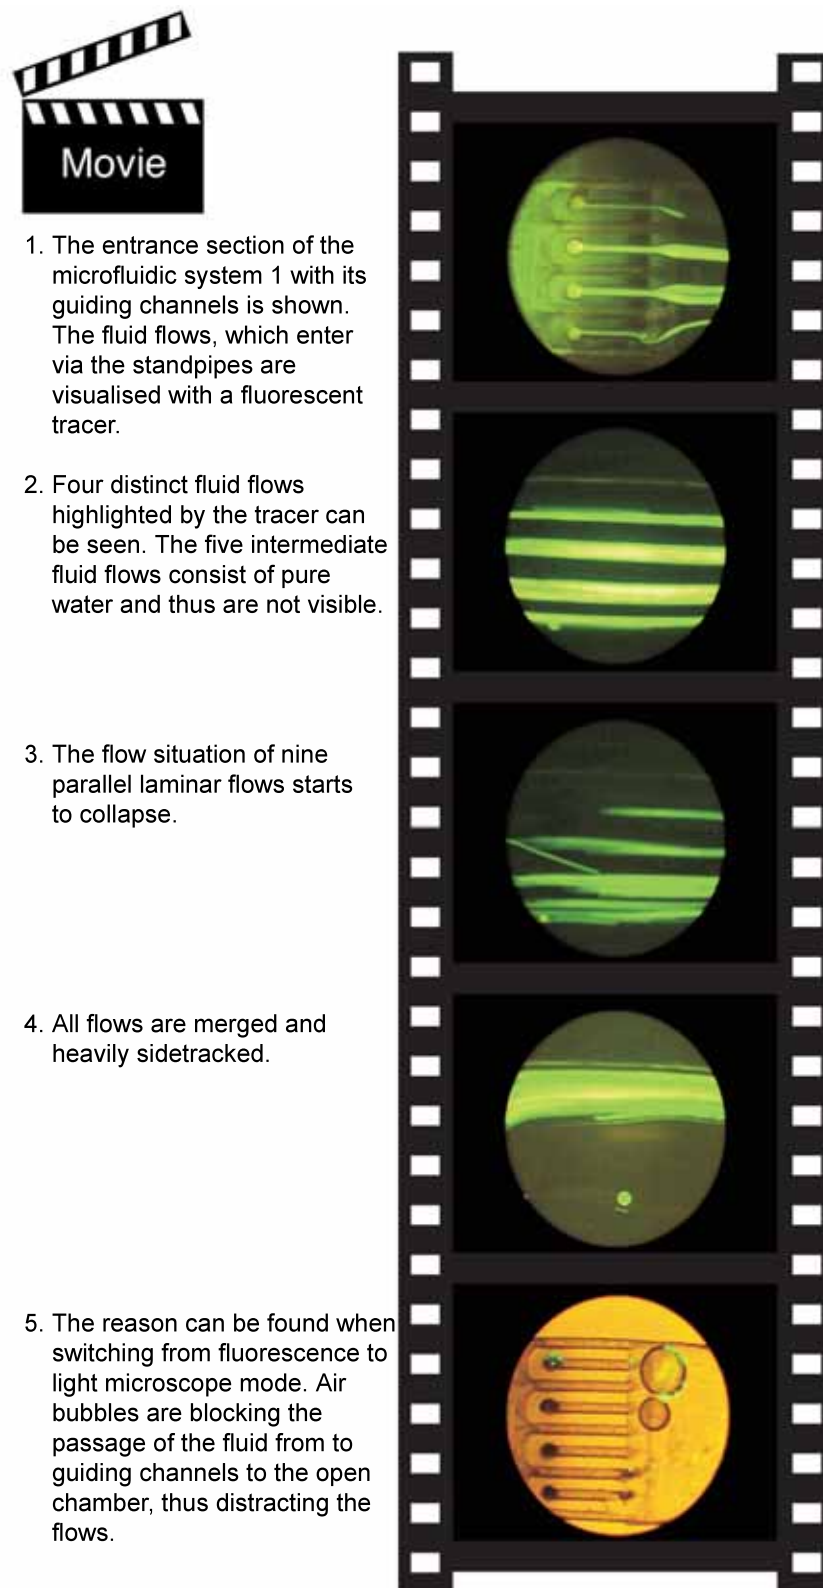 Movie
1. The entrance section of the
microfluidic system 1 with its
guiding channels is shown.
The fluid flows, which enter
via the standpipes are
visualised with a fluorescent
tracer.
2. Four distinct fluid flows
highlighted by the tracer can
be seen. The five intermediate
fluid flows consist of pure
water and thus are not visible.
3. The flow situation of nine
parallel laminar flows starts
to collapse.
4. All flows are merged and
heavily sidetracked.
5. The reason can be found when
switching from fluorescence to
light microscope mode. Air
bubbles are blocking the
passage of the fluid from to
guiding channels to the open
chamber, thus distracting the
flows.